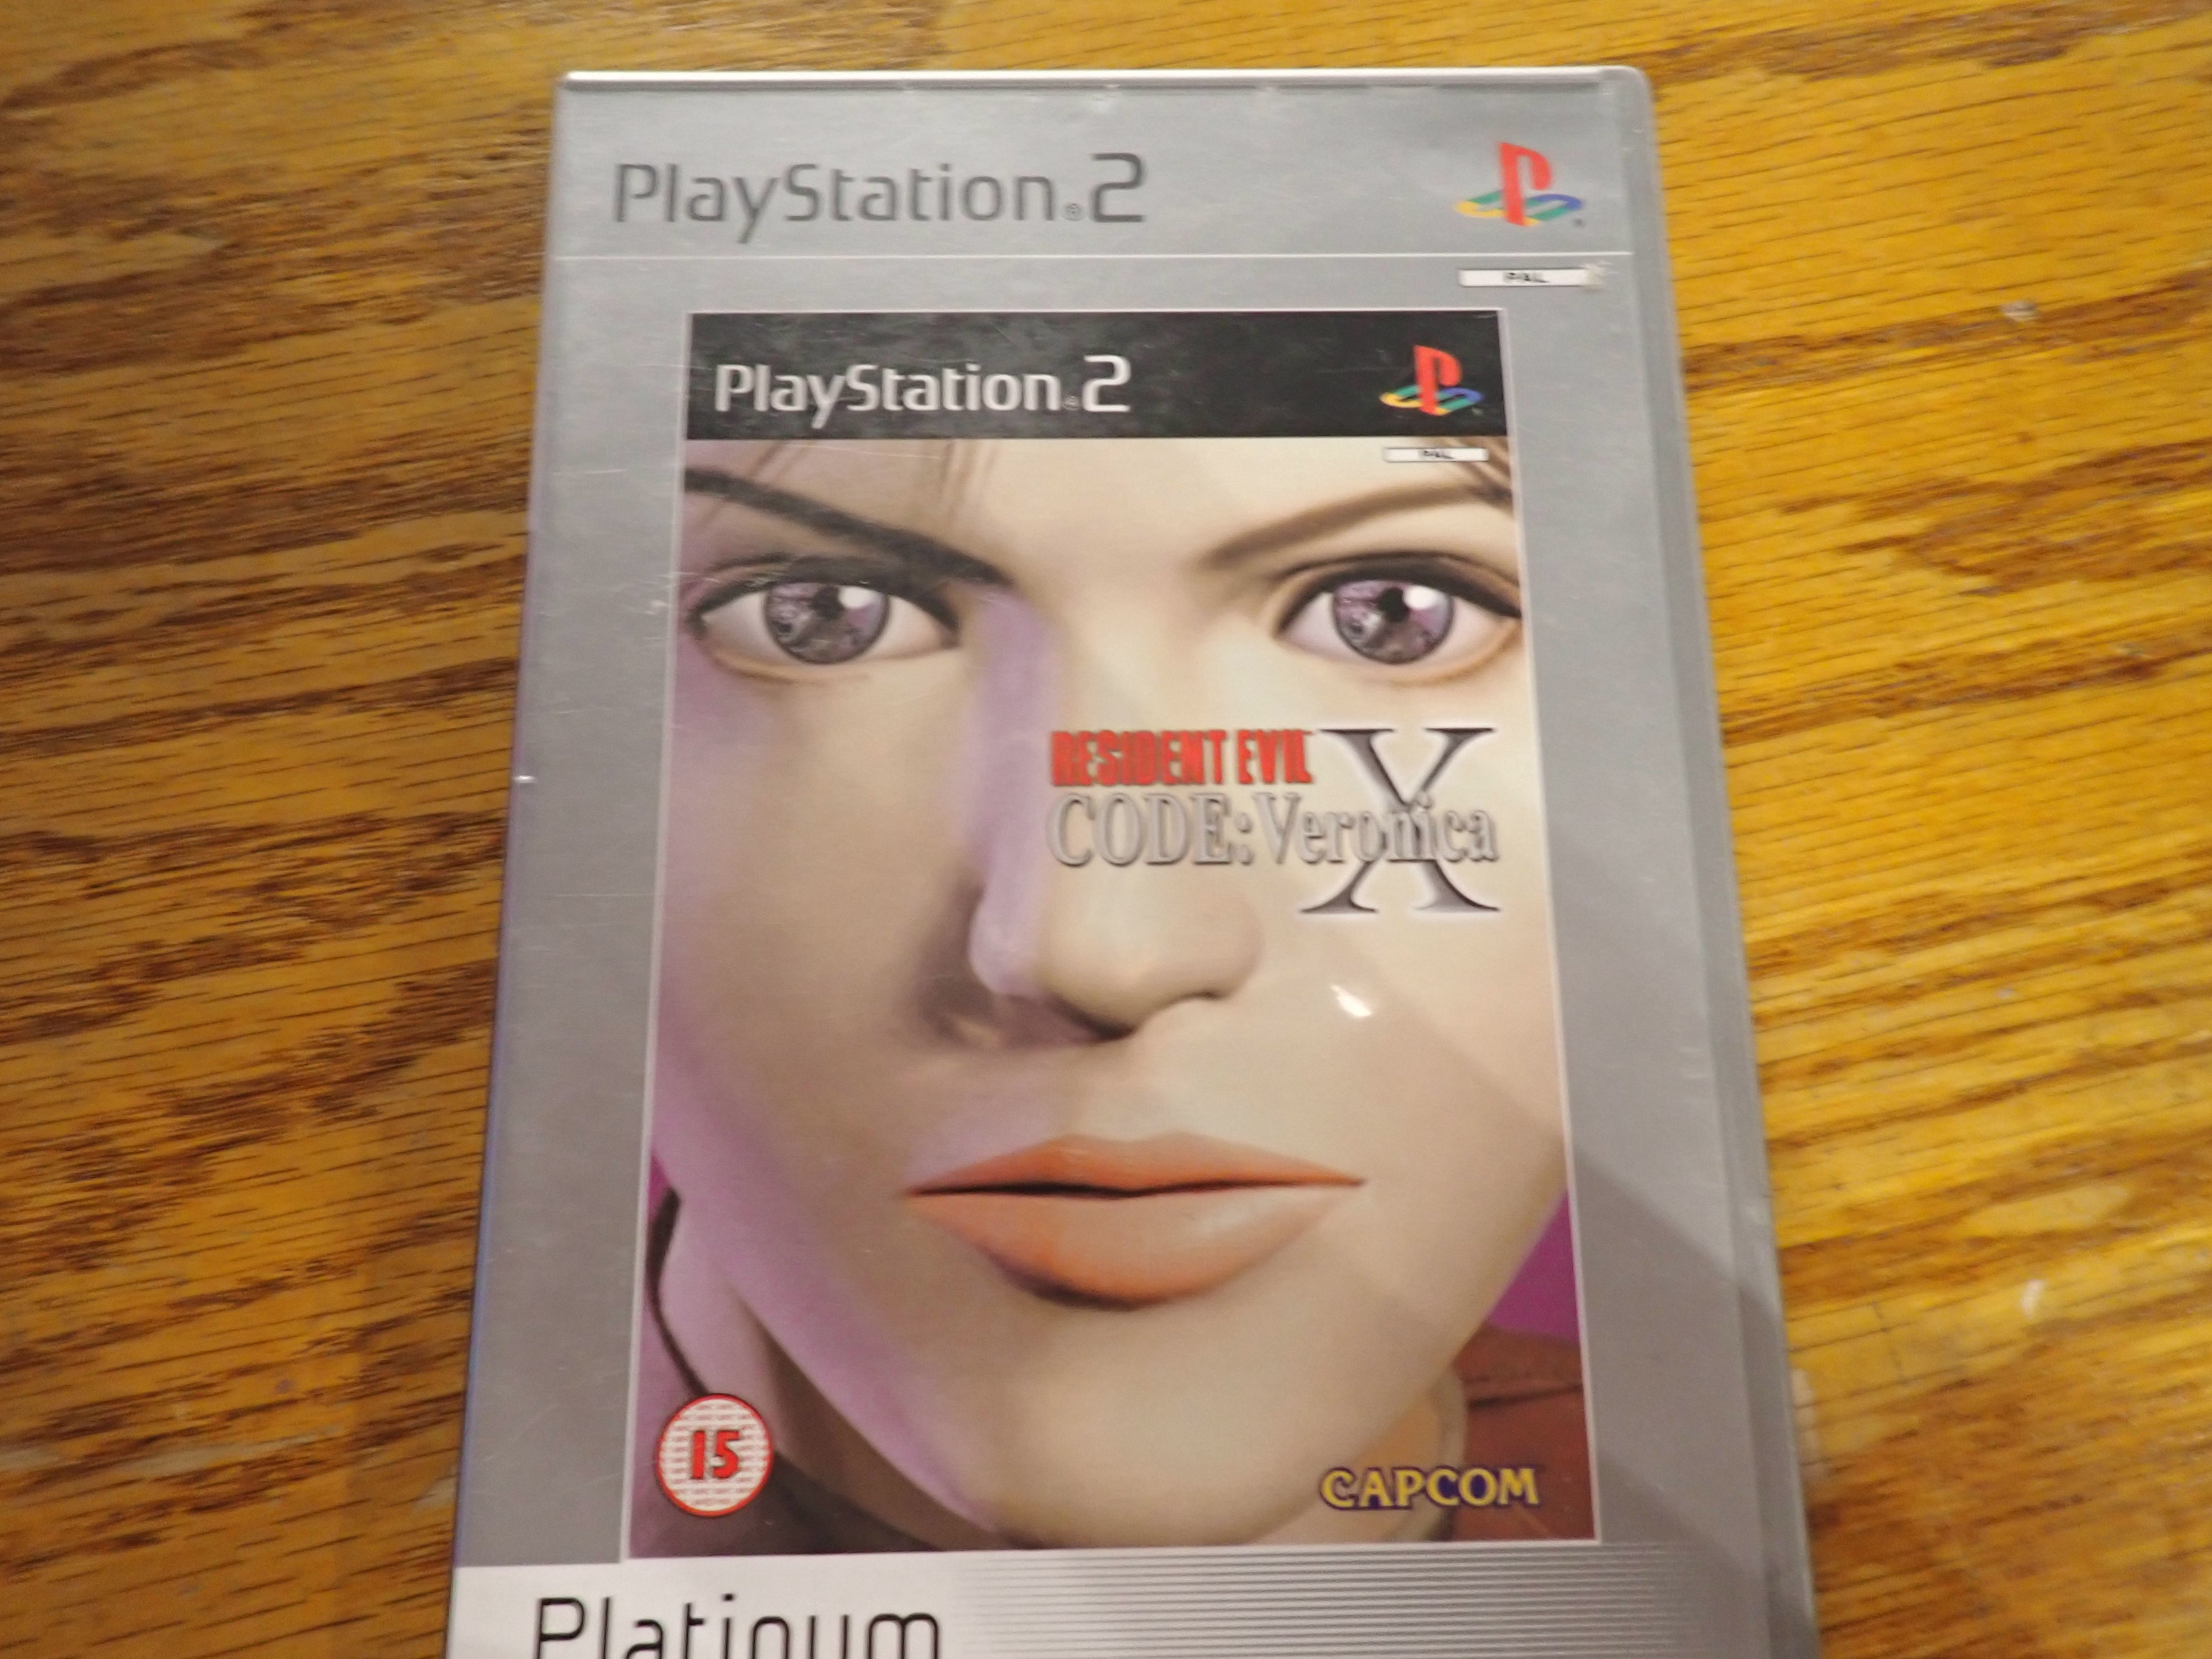 PlayStation®2
PAL
PlayStation®2
PAL
RESIDENT EVIL X
CODE:Veronica
15
CAPCOM
Platinum